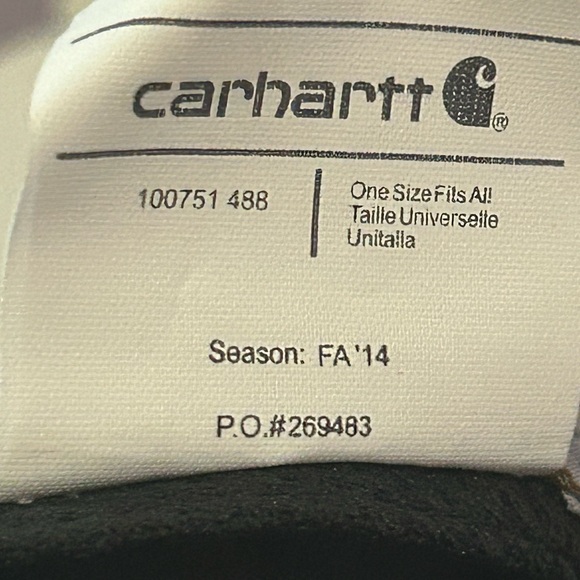 carhartt
®
100751 488
One Size Fits All
Taille Universelle
Unitalla
Season: FA '14
P.O.#269483